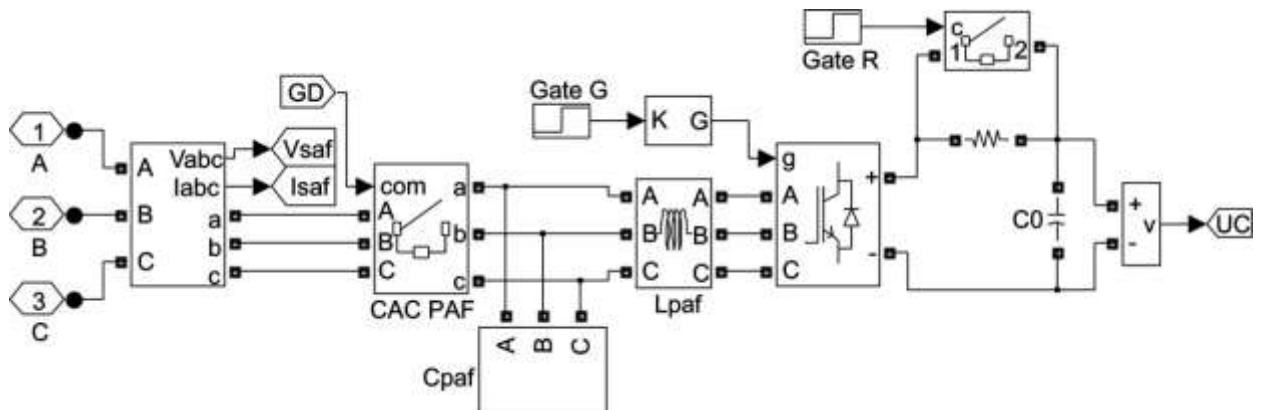 1
A
2
B
3
C
A
B
C
Vabc
Iabc
a
b
c
Vsaf
Isaf
GD
com
A
B
C
a
b
c
CAC PAF
A
B
C
Cpaf
Gate G
K G
A A
B B
C C
Lpaf
g
A
B
C
+
-
Gate R
c
1 2
C0
+
-
v
UC